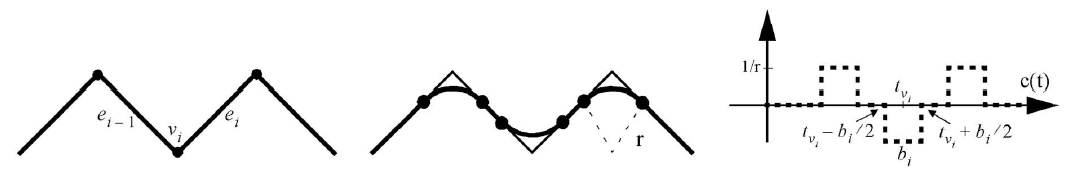 e_{i-1}
v_i
e_i
r
1/r
c(t)
t_{v_i}
t_{v_i} - b_i/2
t_{v_i} + b_i/2
b_i